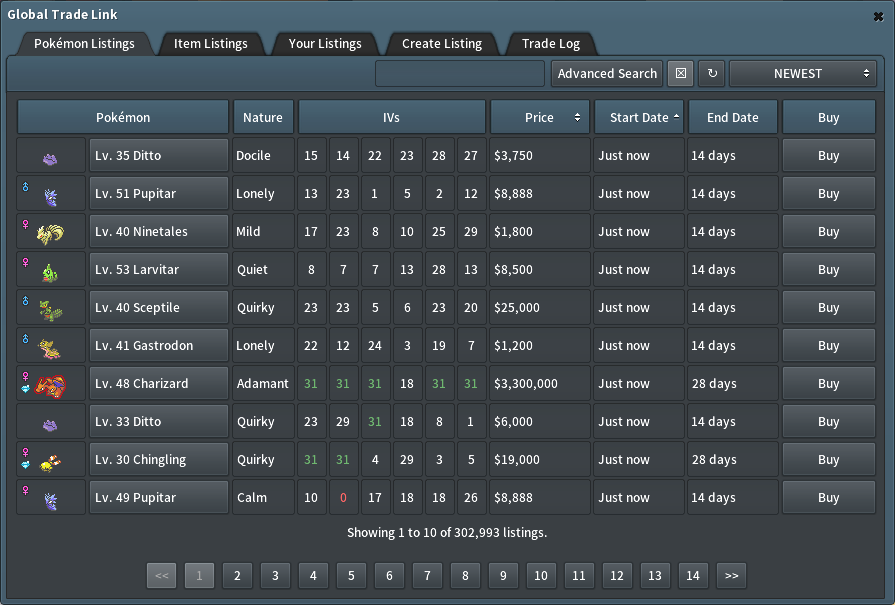 Global Trade Link
Pokémon Listings Item Listings Your Listings Create Listing Trade Log
Advanced Search NEWEST
Pokémon Nature IVs Price Start Date End Date Buy
Lv. 35 Ditto Docile 15 14 22 23 28 27 $3,750 Just now 14 days Buy
Lv. 51 Pupitar Lonely 13 23 1 5 2 12 $8,888 Just now 14 days Buy
Lv. 40 Ninetales Mild 17 23 8 10 25 29 $1,800 Just now 14 days Buy
Lv. 53 Larvitar Quiet 8 7 7 13 28 13 $8,500 Just now 14 days Buy
Lv. 40 Sceptile Quirky 23 23 5 6 23 20 $25,000 Just now 14 days Buy
Lv. 41 Gastrodon Lonely 22 12 24 3 19 7 $1,200 Just now 14 days Buy
Lv. 48 Charizard Adamant 31 31 31 18 31 31 $3,300,000 Just now 28 days Buy
Lv. 33 Ditto Quirky 23 29 31 18 8 1 $6,000 Just now 14 days Buy
Lv. 30 Chingling Quirky 31 31 4 29 3 5 $19,000 Just now 28 days Buy
Lv. 49 Pupitar Calm 10 0 17 18 18 26 $8,888 Just now 14 days Buy
Showing 1 to 10 of 302,993 listings.
<< 1 2 3 4 5 6 7 8 9 10 11 12 13 14 >>